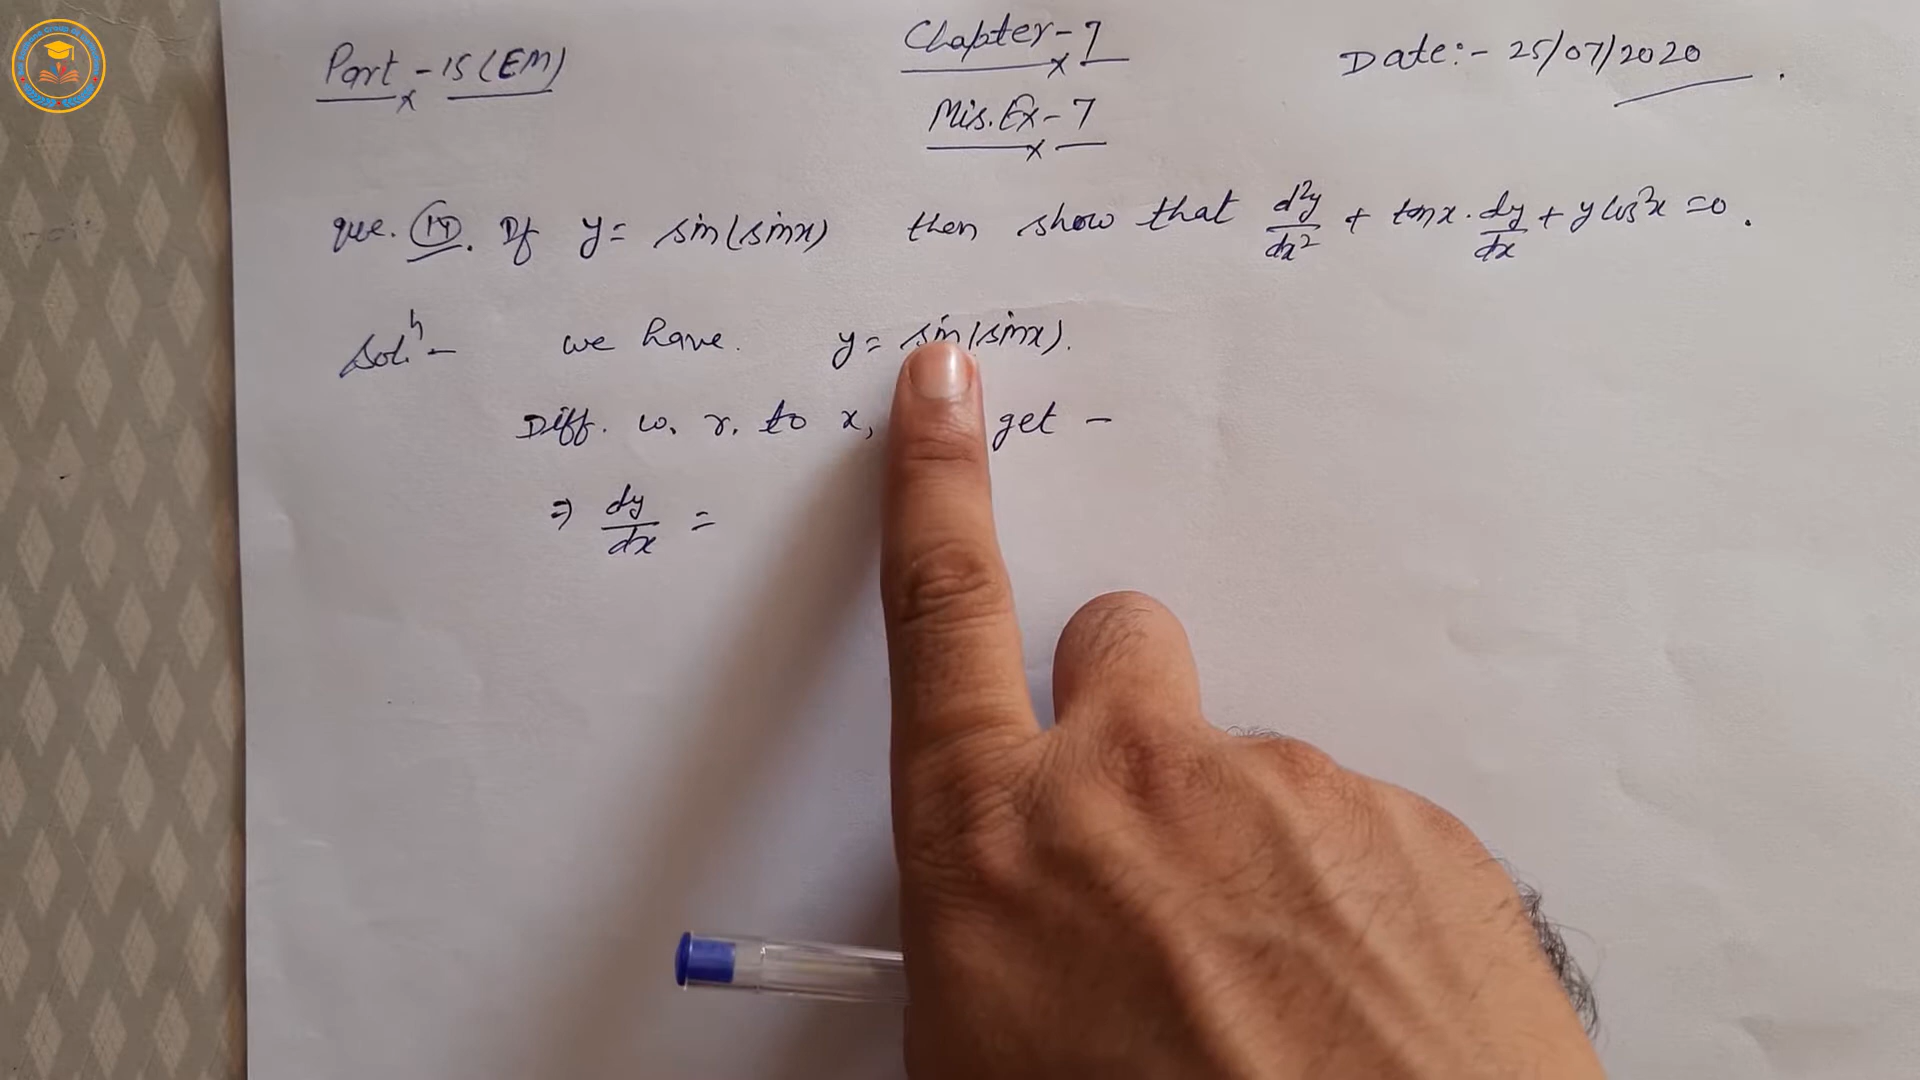 Part - 15 (EM)
Chapter - 7
Mis. Ex - 7
Date:- 25/07/2020.
que. If y = sin(sinx) then show that d²y/dx² + tanx. dy/dx + y cos²x = 0.
Solⁿ- we have. y = sin(sinx).
Diff. w. r. to x, get -
⇒ dy/dx =